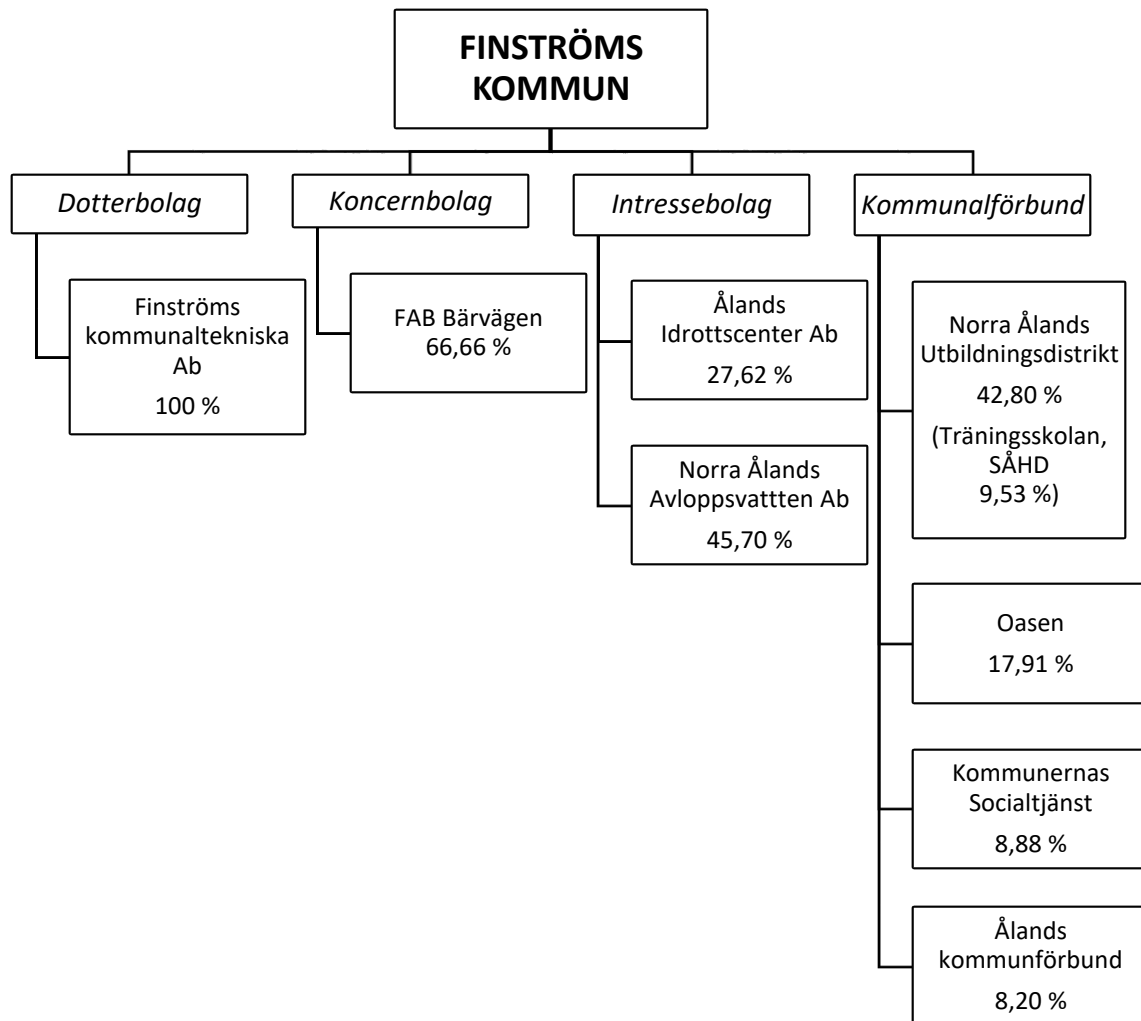 FINSTRÖMS
KOMMUN
Dotterbolag
Finströms
kommunaltekniska
Ab
100 %
Koncernbolag
FAB Bärvägen
66,66 %
Intressebolag
Ålands
Idrottscenter Ab
27,62 %
Norra Ålands
Avloppsvattten Ab
45,70 %
Kommunalförbund
Norra Ålands
Utbildningsdistrikt
42,80 %
(Träningsskolan,
SÅHD
9,53 %)
Oasen
17,91 %
Kommunernas
Socialtjänst
8,88 %
Ålands
kommunförbund
8,20 %